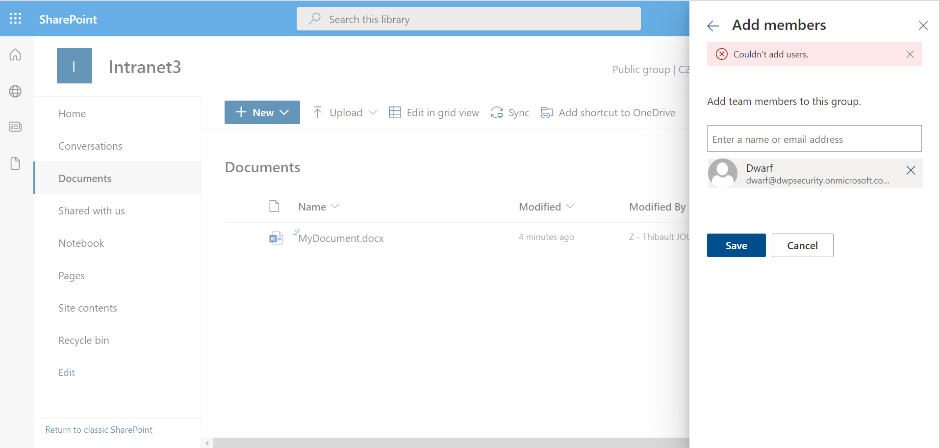 SharePoint
Search this library
Add members
Couldn't add users.
Add team members to this group.
Enter a name or email address
Dwarf
dwarf@dwpsecurity.onmicrosoft.co...
Save
Cancel
I
Intranet3
Public group | C2
Home
Conversations
Documents
Shared with us
Notebook
Pages
Site contents
Recycle bin
Edit
Return to classic SharePoint
New
Upload
Edit in grid view
Sync
Add shortcut to OneDrive
Documents
Name
Modified
Modified By
MyDocument.docx
4 minutes ago
Z - Thibault JOU